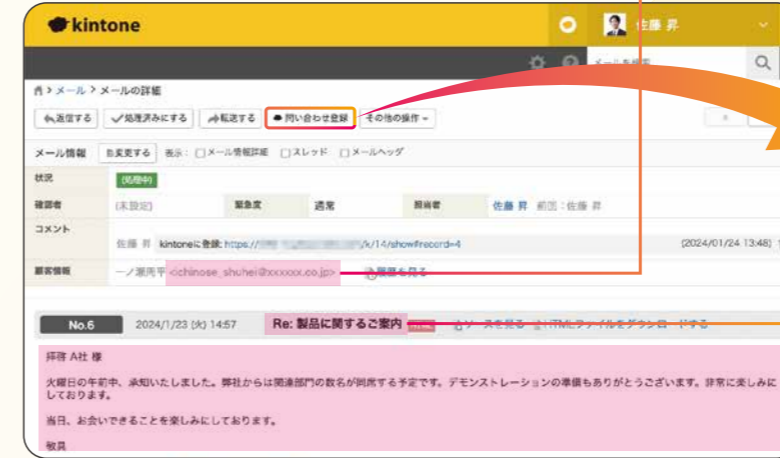 kintone
佐藤 昇
メールを検索
メール > メールの詳細
返信する 処理済みにする 転送する 問い合わせ登録 その他の操作
メール情報 変更する 表示: メール情報詳細 スレッド メールヘッダ
状況 (処理中)
確認者 (未設定) 緊急度 通常 担当者 佐藤 昇 前回:佐藤 昇
コメント
佐藤 昇 kintoneに登録: https:// /k/14/show#record=4 (2024/01/24 13:48)
顧客情報 一ノ瀬周平 <ichinose_shuhei@xxxxxx.co.jp> 履歴を見る
No.6 2024/1/23 (火) 14:57 Re: 製品に関するご案内 ソースを見る HTMLファイルをダウンロードする
拝啓 A社 様
火曜日の午前中、承知いたしました。弊社からは関連部門の数名が同席する予定です。デモンストレーションの準備もありがとうございます。非常に楽しみに
しております。
当日、お会いできることを楽しみにしております。
敬具